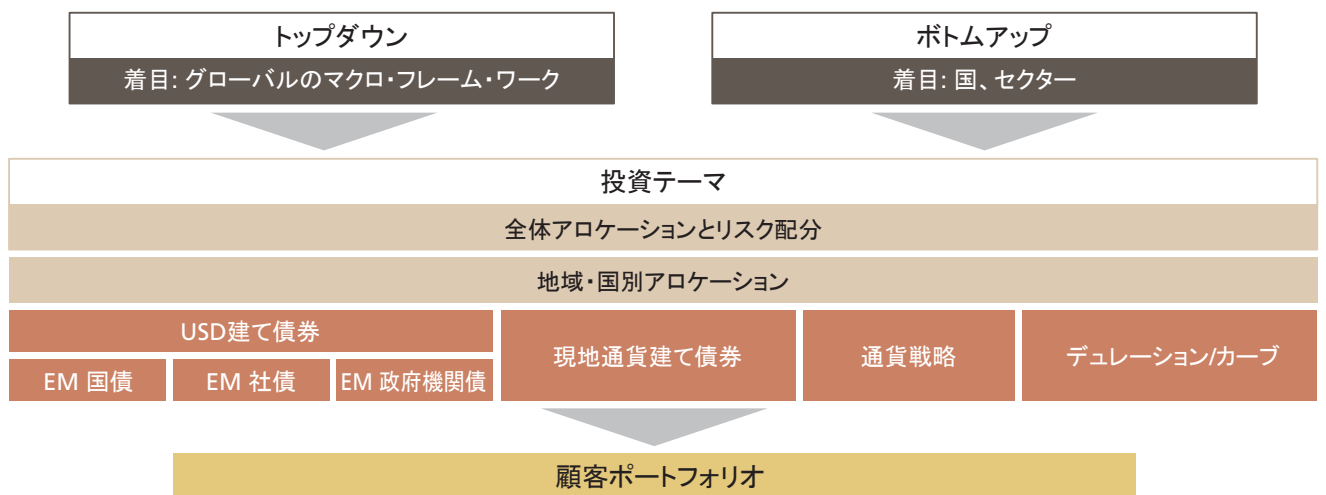 トップダウン
着目: グローバルのマクロ・フレーム・ワーク
ボトムアップ
着目: 国、セクター
投資テーマ
全体アロケーションとリスク配分
地域・国別アロケーション
USD建て債券
EM 国債
EM 社債
EM 政府機関債
現地通貨建て債券
通貨戦略
デュレーション/カーブ
顧客ポートフォリオ